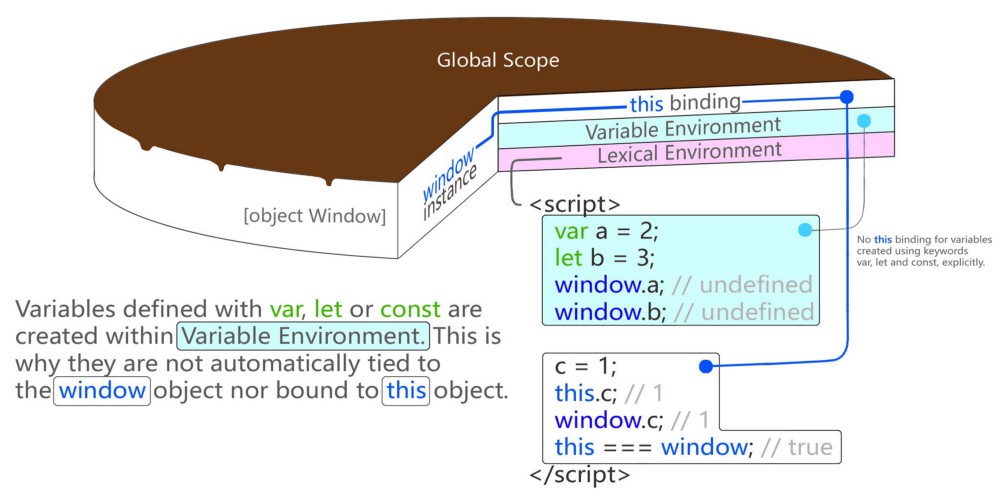 Global Scope
this binding
Variable Environment
Lexical Environment
window
instance
[object Window]
<script>
var a = 2;
let b = 3;
window.a; // undefined
window.b; // undefined
No this binding for variables
created using keywords
var, let and const, explicitly.
Variables defined with var, let or const are
created within Variable Environment. This is
why they are not automatically tied to
the window object nor bound to this object.
c = 1;
this.c; // 1
window.c; // 1
this === window; // true
</script>